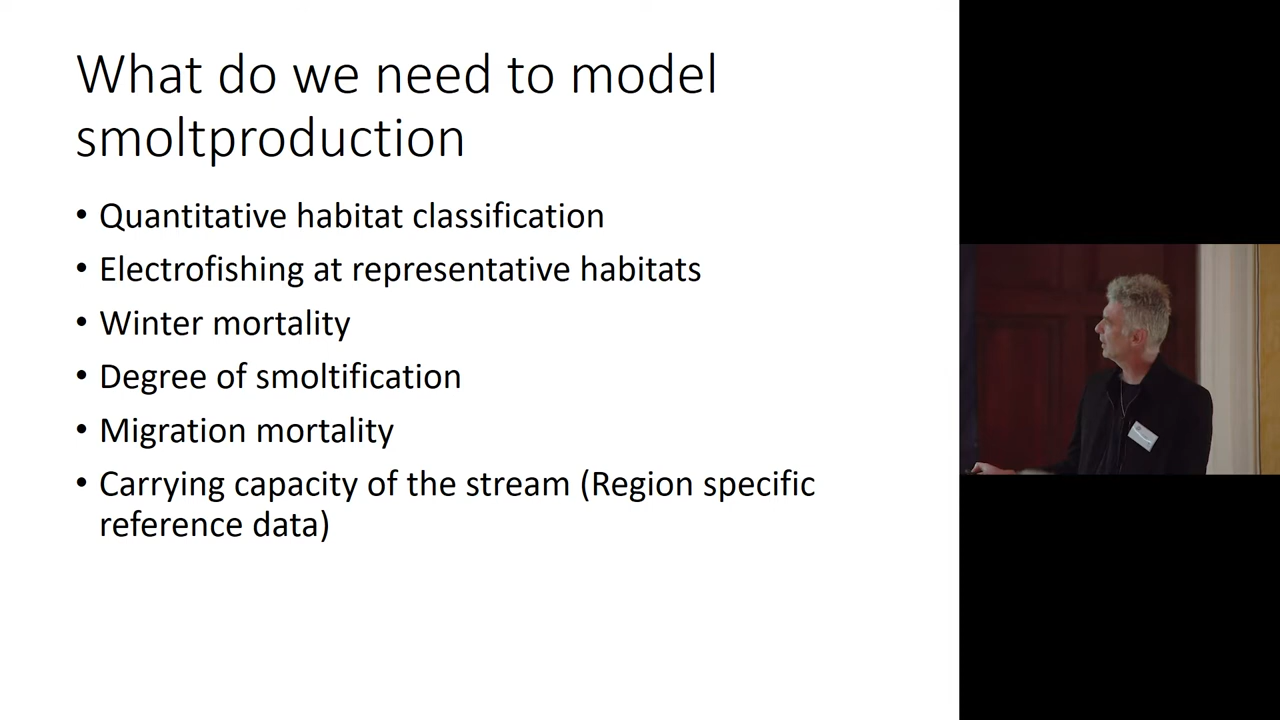 What do we need to model
smoltproduction
• Quantitative habitat classification
• Electrofishing at representative habitats
• Winter mortality
• Degree of smoltification
• Migration mortality
• Carrying capacity of the stream (Region specific
reference data)